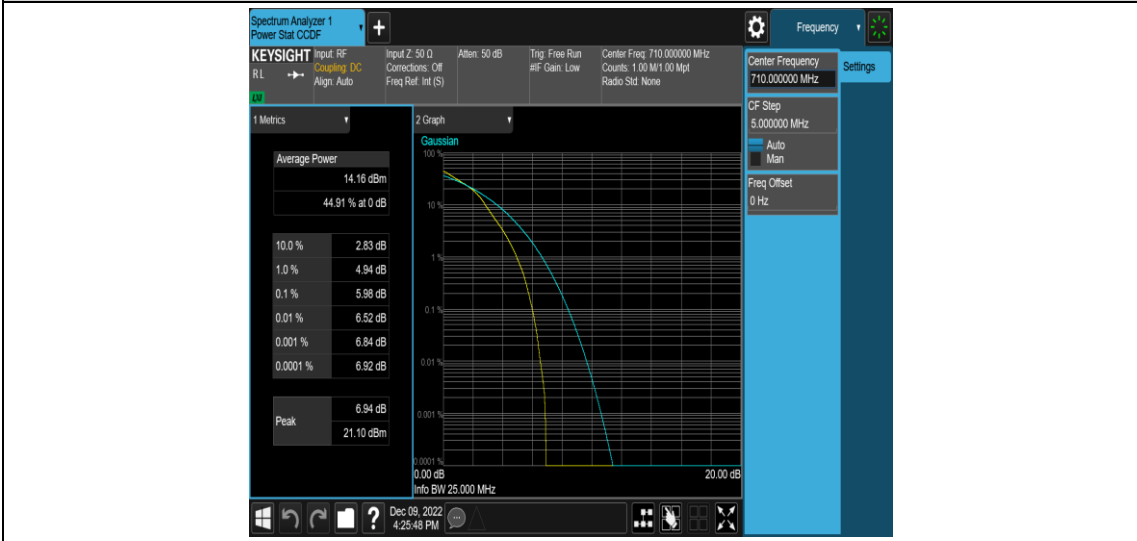 Spectrum Analyzer 1
Power Stat CCDF
Frequency
KEYSIGHT
R L
Input: RF
Coupling: DC
Align: Auto
Input Z: 50 Ω
Corrections: Off
Freq Ref: Int (S)
Atten: 50 dB
Trig: Free Run
#IF Gain: Low
Center Freq: 710.000000 MHz
Counts: 1.00 M/1.00 Mpt
Radio Std: None
Center Frequency
710.000000 MHz
Settings
CF Step
5.000000 MHz
Auto
Man
Freq Offset
0 Hz
1 Metrics
Average Power
14.16 dBm
44.91 % at 0 dB
10.0 % 2.83 dB
1.0 % 4.94 dB
0.1 % 5.98 dB
0.01 % 6.52 dB
0.001 % 6.84 dB
0.0001 % 6.92 dB
Peak
6.94 dB
21.10 dBm
2 Graph
Gaussian
100 %
10 %
1 %
0.1 %
0.01 %
0.001 %
0.0001 %
0.00 dB 20.00 dB
Info BW 25.000 MHz
Dec 09, 2022
4:25:48 PM